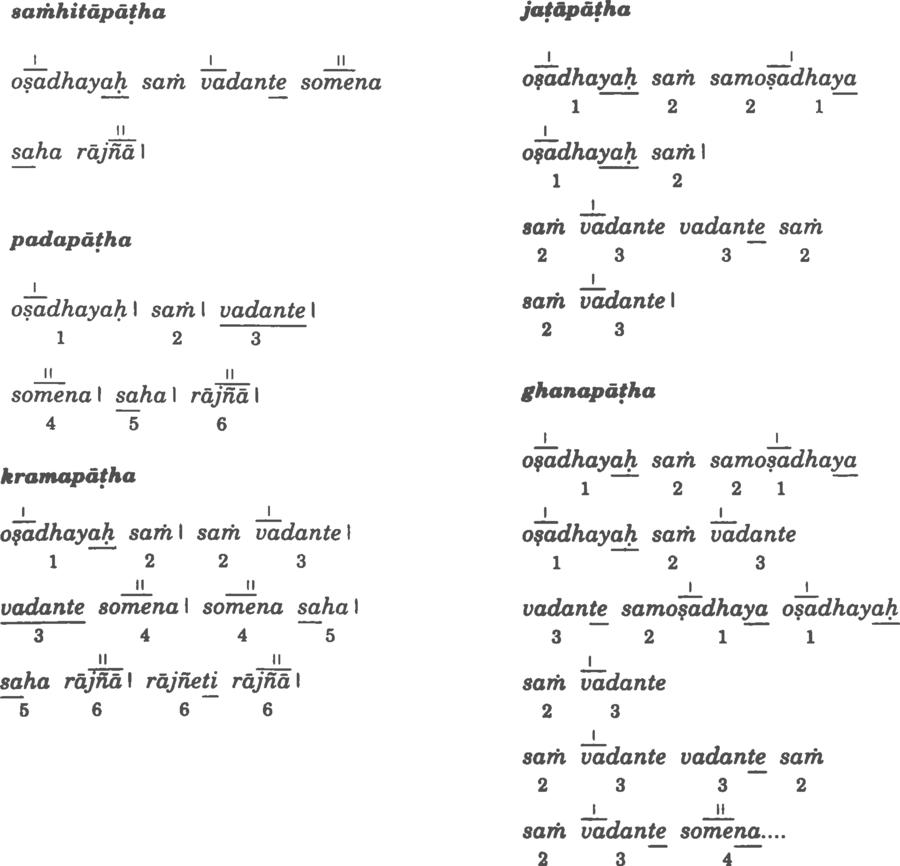 saṁhitāpāṭha
oṣadhayaḥ saṁ vadante somena
saha rājñā |
padapāṭha
oṣadhayaḥ | saṁ | vadante |
1 2 3
somena | saha | rājñā |
4 5 6
kramapāṭha
oṣadhayaḥ saṁ | saṁ vadante |
1 2 2 3
vadante somena | somena saha |
3 4 4 5
saha rājñā | rājñeti rājñā |
5 6 6 6
jaṭāpāṭha
oṣadhayaḥ saṁ samoṣadhaya
1 2 2 1
oṣadhayaḥ saṁ |
1 2
saṁ vadante vadante saṁ
2 3 3 2
saṁ vadante |
2 3
ghanapāṭha
oṣadhayaḥ saṁ samoṣadhaya
1 2 2 1
oṣadhayaḥ saṁ vadante
1 2 3
vadante samoṣadhaya oṣadhayaḥ
3 2 1 1
saṁ vadante
2 3
saṁ vadante vadante saṁ
2 3 3 2
saṁ vadante somena....
2 3 4